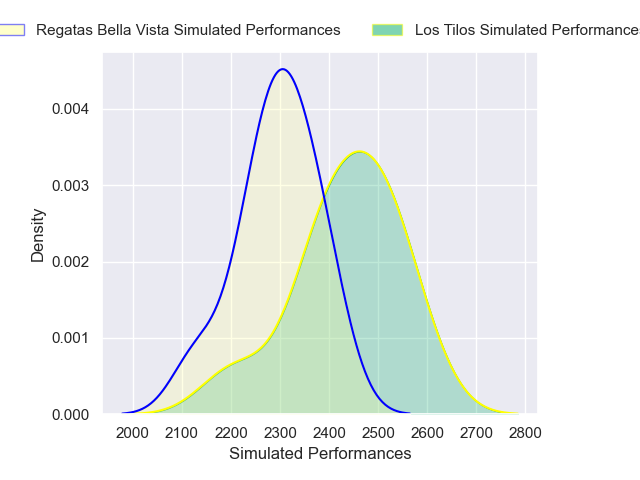 Regatas Bella Vista Simulated Performances
Los Tilos Simulated Performances
0.004
0.003
0.002
0.001
0.000
Density
2000 2100 2200 2300 2400 2500 2600 2700 2800
Simulated Performances